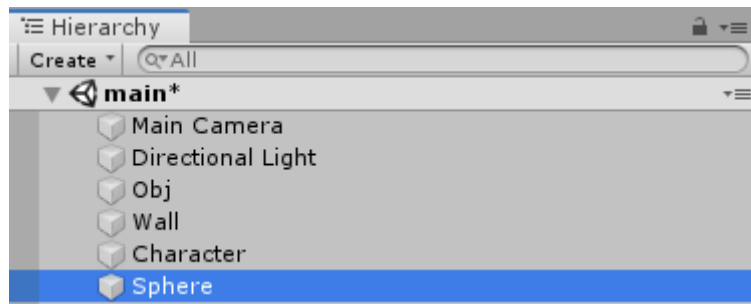 Hierarchy
Create All
main*
Main Camera
Directional Light
Obj
Wall
Character
Sphere